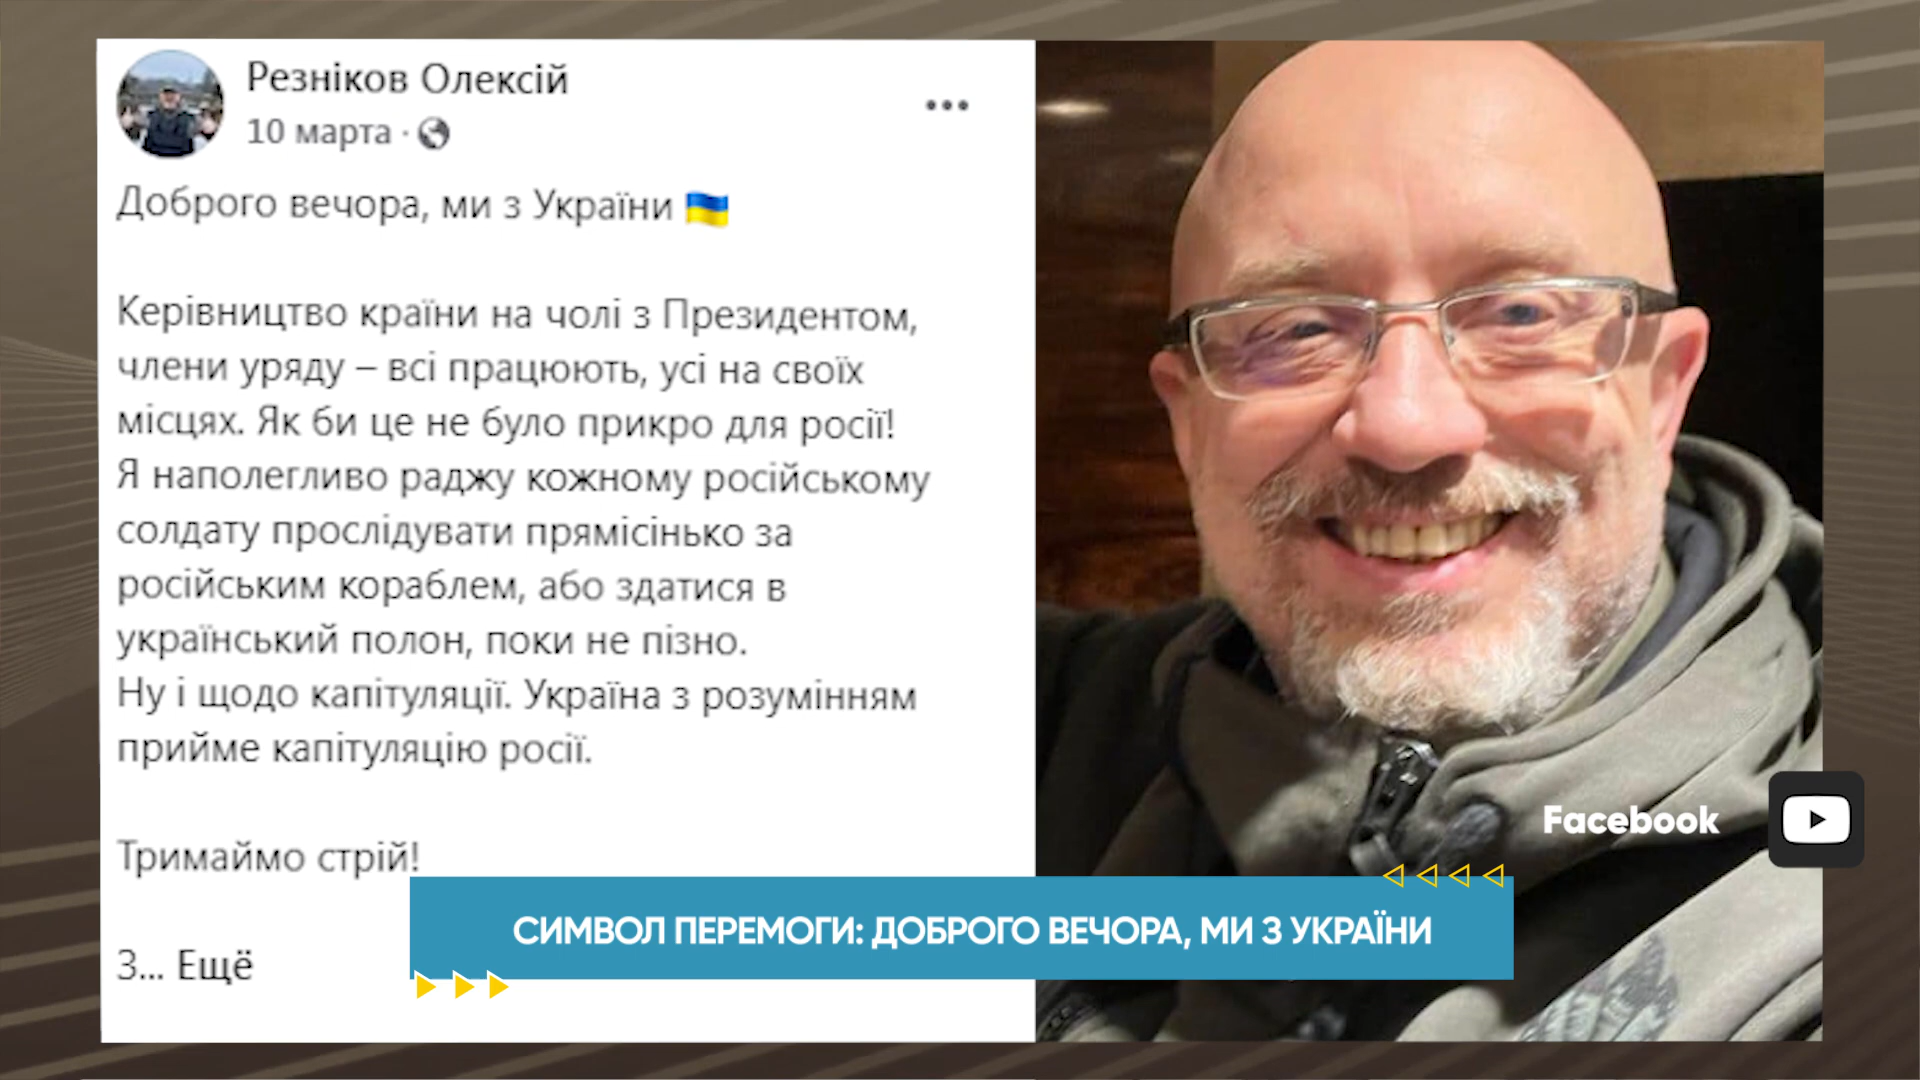 Резніков Олексій
10 марта ·
Доброго вечора, ми з України
Керівництво країни на чолі з Президентом,
члени уряду – всі працюють, усі на своїх
місцях. Як би це не було прикро для росії!
Я наполегливо раджу кожному російському
солдату прослідувати прямісінько за
російським кораблем, або здатися в
український полон, поки не пізно.
Ну і щодо капітуляції. Україна з розумінням
прийме капітуляцію росії.
Тримаймо стрій!
З... Ещё
Facebook
СИМВОЛ ПЕРЕМОГИ: ДОБРОГО ВЕЧОРА, МИ З УКРАЇНИ